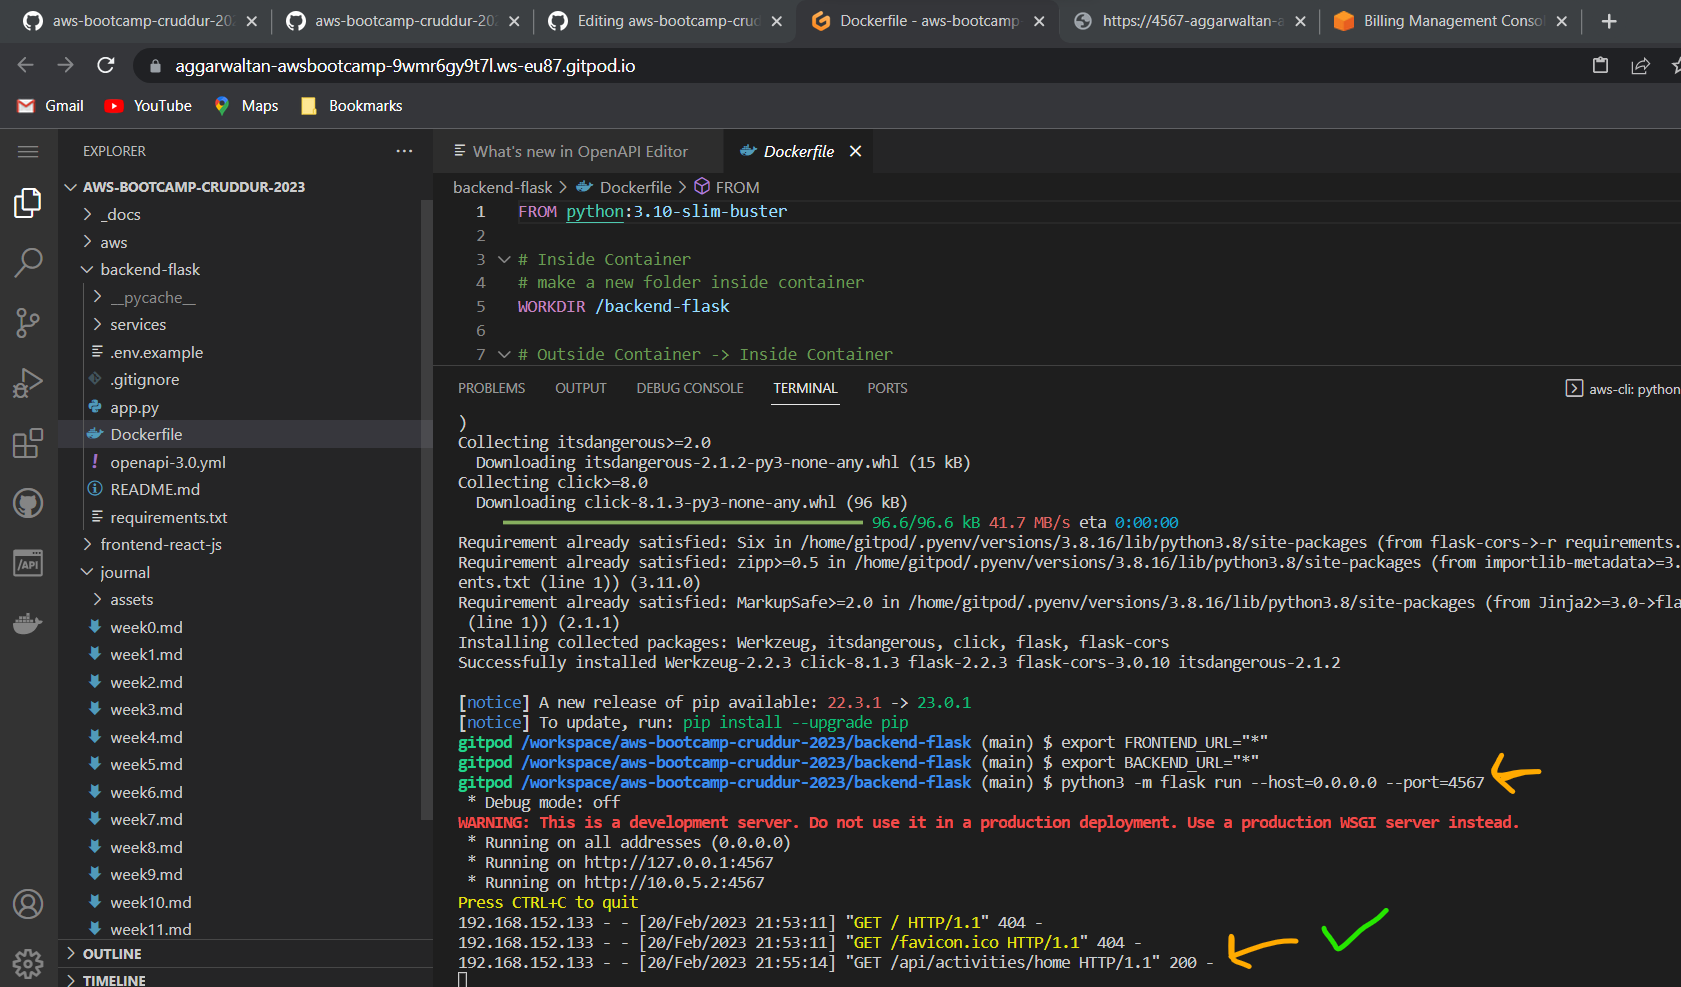 aws-bootcamp-cruddur-202
aws-bootcamp-cruddur-202
Editing aws-bootcamp-crud
Dockerfile - aws-bootcamp
https://4567-aggarwaltan-a
Billing Management Conso
aggarwaltan-awsbootcamp-9wmr6gy9t7l.ws-eu87.gitpod.io
Gmail
YouTube
Maps
Bookmarks
EXPLORER
AWS-BOOTCAMP-CRUDDUR-2023
_docs
aws
backend-flask
__pycache__
services
.env.example
.gitignore
app.py
Dockerfile
! openapi-3.0.yml
README.md
requirements.txt
frontend-react-js
journal
assets
week0.md
week1.md
week2.md
week3.md
week4.md
week5.md
week6.md
week7.md
week8.md
week9.md
week10.md
week11.md
OUTLINE
TIMELINE
/API
What's new in OpenAPI Editor
Dockerfile
backend-flask > Dockerfile > FROM
1 FROM python:3.10-slim-buster
2
3 # Inside Container
4 # make a new folder inside container
5 WORKDIR /backend-flask
6
7 # Outside Container -> Inside Container
PROBLEMS OUTPUT DEBUG CONSOLE TERMINAL PORTS
aws-cli: python
)
Collecting itsdangerous>=2.0
Downloading itsdangerous-2.1.2-py3-none-any.whl (15 kB)
Collecting click>=8.0
Downloading click-8.1.3-py3-none-any.whl (96 kB)
96.6/96.6 kB 41.7 MB/s eta 0:00:00
Requirement already satisfied: Six in /home/gitpod/.pyenv/versions/3.8.16/lib/python3.8/site-packages (from flask-cors->-r requirements.
Requirement already satisfied: zipp>=0.5 in /home/gitpod/.pyenv/versions/3.8.16/lib/python3.8/site-packages (from importlib-metadata>=3.
ents.txt (line 1)) (3.11.0)
Requirement already satisfied: MarkupSafe>=2.0 in /home/gitpod/.pyenv/versions/3.8.16/lib/python3.8/site-packages (from Jinja2>=3.0->fla
(line 1)) (2.1.1)
Installing collected packages: Werkzeug, itsdangerous, click, flask, flask-cors
Successfully installed Werkzeug-2.2.3 click-8.1.3 flask-2.2.3 flask-cors-3.0.10 itsdangerous-2.1.2
[notice] A new release of pip available: 22.3.1 -> 23.0.1
[notice] To update, run: pip install --upgrade pip
gitpod /workspace/aws-bootcamp-cruddur-2023/backend-flask (main) $ export FRONTEND_URL="*"
gitpod /workspace/aws-bootcamp-cruddur-2023/backend-flask (main) $ export BACKEND_URL="*"
gitpod /workspace/aws-bootcamp-cruddur-2023/backend-flask (main) $ python3 -m flask run --host=0.0.0.0 --port=4567
* Debug mode: off
WARNING: This is a development server. Do not use it in a production deployment. Use a production WSGI server instead.
* Running on all addresses (0.0.0.0)
* Running on http://127.0.0.1:4567
* Running on http://10.0.5.2:4567
Press CTRL+C to quit
192.168.152.133 - - [20/Feb/2023 21:53:11] "GET / HTTP/1.1" 404 -
192.168.152.133 - - [20/Feb/2023 21:53:11] "GET /favicon.ico HTTP/1.1" 404 -
192.168.152.133 - - [20/Feb/2023 21:55:14] "GET /api/activities/home HTTP/1.1" 200 -